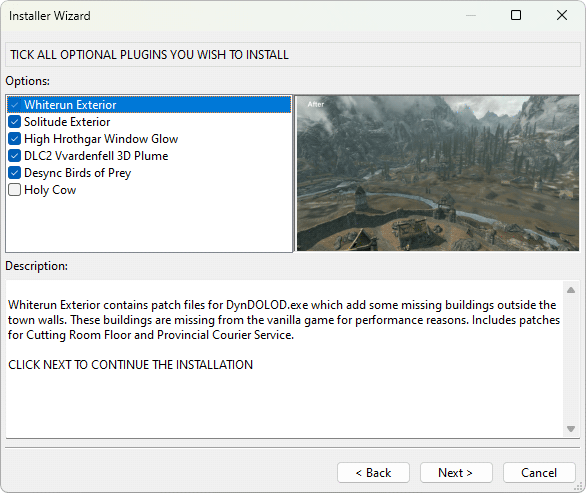 Installer Wizard
TICK ALL OPTIONAL PLUGINS YOU WISH TO INSTALL
Options:
Whiterun Exterior
Solitude Exterior
High Hrothgar Window Glow
DLC2 Vvardenfell 3D Plume
Desync Birds of Prey
Holy Cow
After
Description:
Whiterun Exterior contains patch files for DynDOLOD.exe which add some missing buildings outside the
town walls. These buildings are missing from the vanilla game for performance reasons. Includes patches
for Cutting Room Floor and Provincial Courier Service.
CLICK NEXT TO CONTINUE THE INSTALLATION
< Back
Next >
Cancel